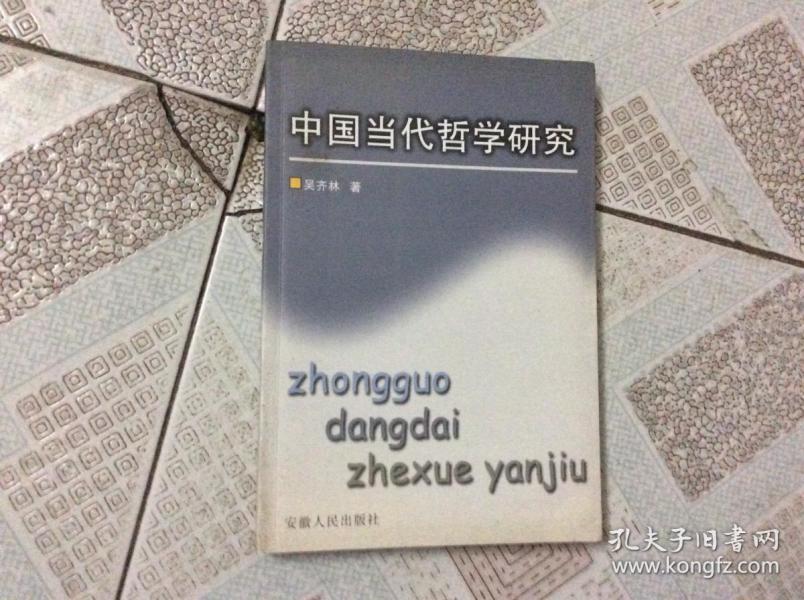 中国当代哲学研究
吴齐林 著
zhongguo
dangdai
zhexue yanjiu
安徽人民出版社
孔夫子旧书网
www.kongfz.com